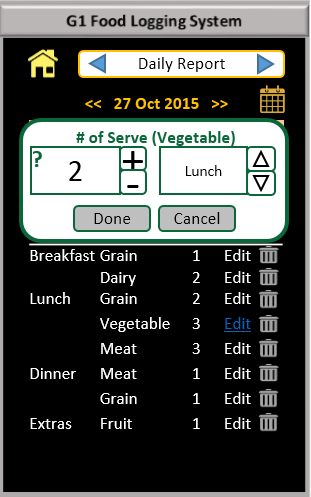 G1 Food Logging System
Daily Report
<< 27 Oct 2015 >>
# of Serve (Vegetable)
? 2 + - Lunch
Done Cancel
Breakfast Grain 1 Edit
Dairy 2 Edit
Lunch Grain 2 Edit
Vegetable 3 Edit
Meat 3 Edit
Dinner Meat 1 Edit
Grain 1 Edit
Extras Fruit 1 Edit